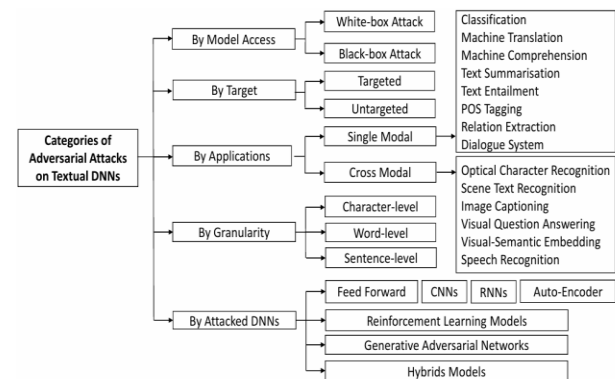 Categories of
Adversarial Attacks
on Textual DNNs
By Model Access
White-box Attack
Black-box Attack
By Target
Targeted
Untargeted
By Applications
Single Modal
Classification
Machine Translation
Machine Comprehension
Text Summarisation
Text Entailment
POS Tagging
Relation Extraction
Dialogue System
Cross Modal
Optical Character Recognition
Scene Text Recognition
Image Captioning
Visual Question Answering
Visual-Semantic Embedding
Speech Recognition
By Granularity
Character-level
Word-level
Sentence-level
By Attacked DNNs
Feed Forward
CNNs
RNNs
Auto-Encoder
Reinforcement Learning Models
Generative Adversarial Networks
Hybrids Models